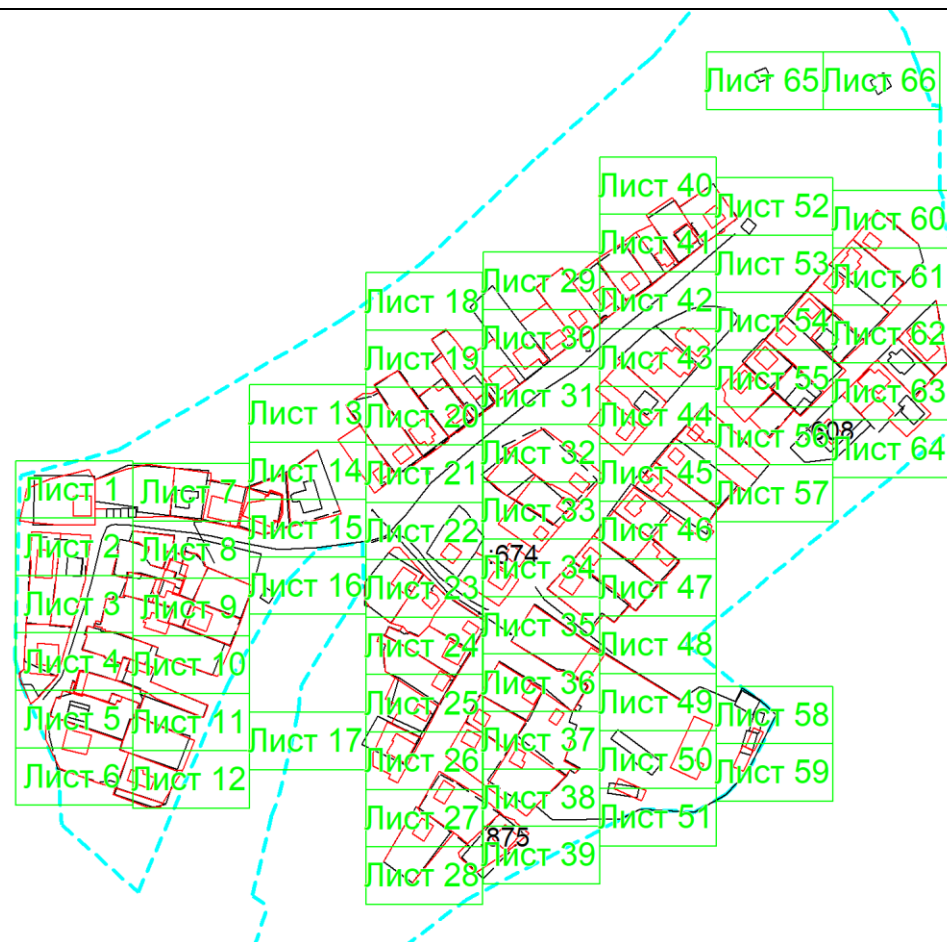 Лист 65
Лист 66
Лист 40
Лист 52
Лист 60
Лист 41
Лист 53
Лист 61
Лист 29
Лист 42
Лист 54
Лист 62
Лист 18
Лист 30
Лист 43
Лист 55
Лист 63
Лист 19
Лист 31
Лист 44
Лист 56
:608
Лист 64
Лист 13
Лист 20
Лист 32
Лист 45
Лист 57
Лист 14
Лист 21
Лист 33
Лист 46
Лист 1
Лист 7
Лист 15
Лист 22
:674
Лист 34
Лист 47
Лист 2
Лист 8
Лист 16
Лист 23
Лист 35
Лист 48
Лист 3
Лист 9
Лист 24
Лист 36
Лист 49
Лист 58
Лист 4
Лист 10
Лист 25
Лист 37
Лист 50
Лист 59
Лист 5
Лист 11
Лист 17
Лист 26
Лист 38
Лист 51
Лист 6
Лист 12
Лист 27
875
Лист 39
Лист 28